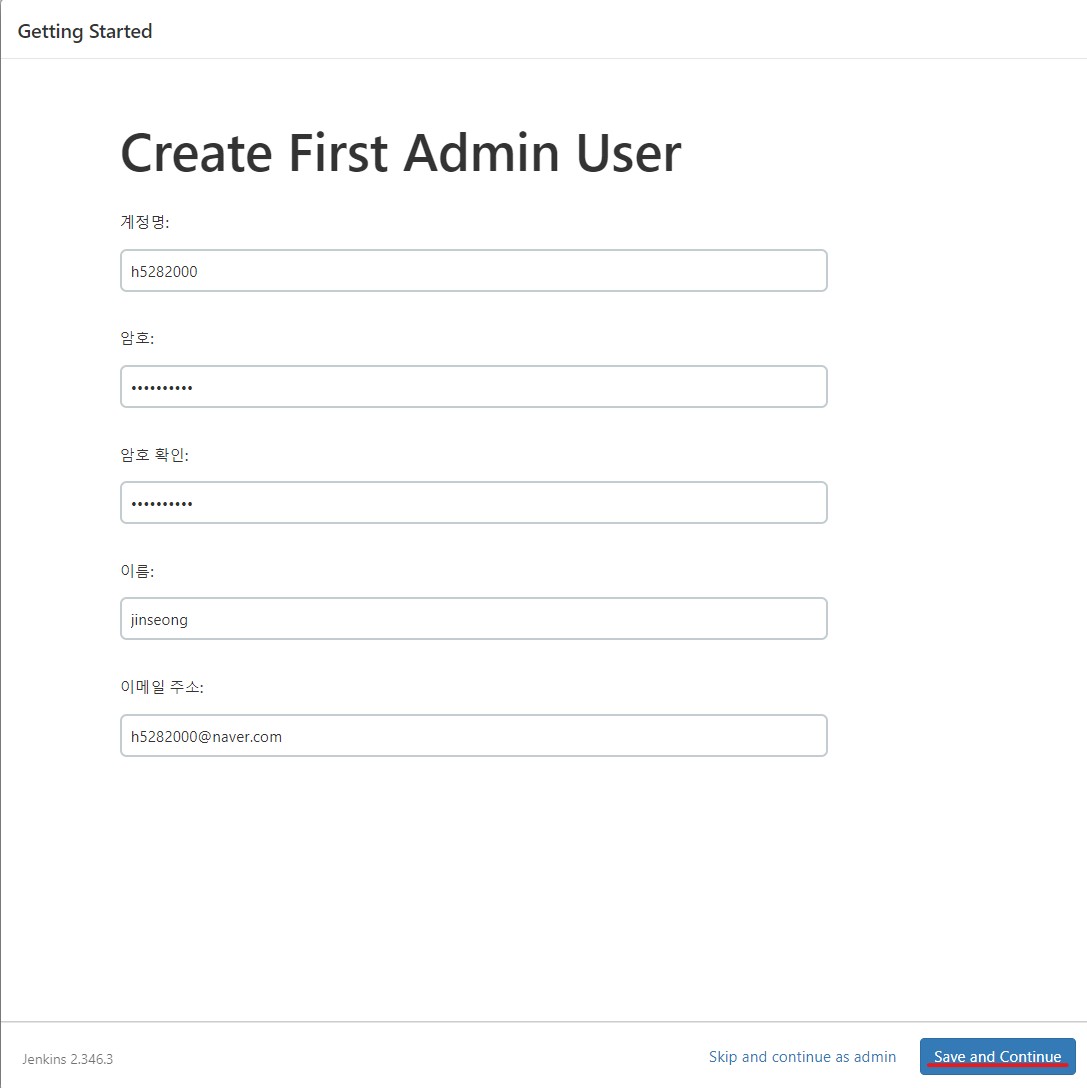 Getting Started
Create First Admin User
계정명:
h5282000
암호:
••••••••••
암호 확인:
••••••••••
이름:
jinseong
이메일 주소:
h5282000@naver.com
Jenkins 2.346.3
Skip and continue as admin
Save and Continue